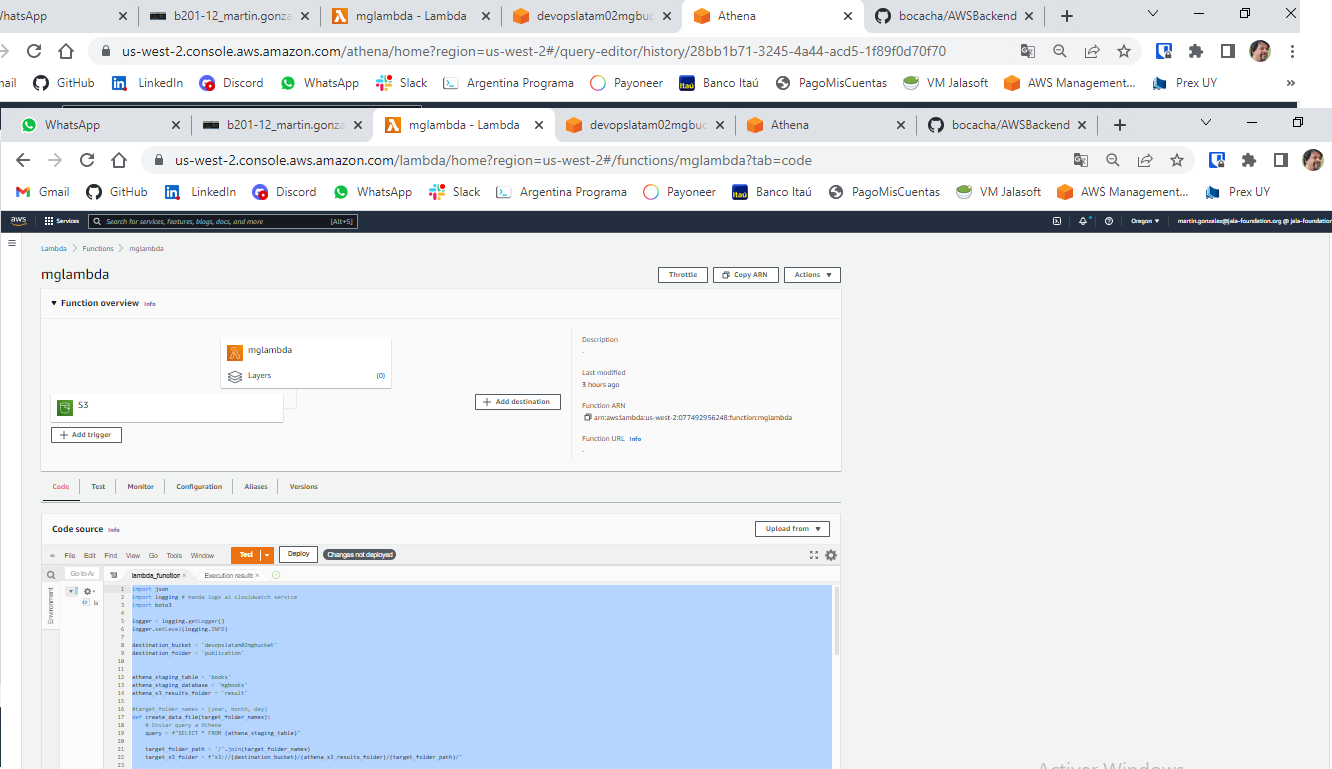 WhatsApp
b201-12_martin.gonza
mglambda - Lambda
devopslatam02mgbuc
Athena
bocacha/AWSBackend
us-west-2.console.aws.amazon.com/athena/home?region=us-west-2#/query-editor/history/28bb1b71-3245-4a44-acd5-1f89f0d70f70
nail GitHub LinkedIn Discord WhatsApp Slack Argentina Programa Payoneer Banco Itaú PagoMisCuentas VM Jalasoft AWS Management... Prex UY »
WhatsApp
b201-12_martin.gonza
mglambda - Lambda
devopslatam02mgbuc
Athena
bocacha/AWSBackend
us-west-2.console.aws.amazon.com/lambda/home?region=us-west-2#/functions/mglambda?tab=code
Gmail GitHub LinkedIn Discord WhatsApp Slack Argentina Programa Payoneer Banco Itaú PagoMisCuentas VM Jalasoft AWS Management... Prex UY
aws Services Search for services, features, blogs, docs, and more [Alt+S] Oregon martin.gonzalez@jala-foundation.org @ jala-foundation
Lambda > Functions > mglambda
mglambda
Throttle Copy ARN Actions
Function overview Info
mglambda
Layers (0)
S3
+ Add trigger
+ Add destination
Description
-
Last modified
3 hours ago
Function ARN
arn:aws:lambda:us-west-2:077492956248:function:mglambda
Function URL Info
-
Code Test Monitor Configuration Aliases Versions
Code source Info
Upload from
File Edit Find View Go Tools Window Test Deploy Changes not deployed
Go to An
lambda_function × Execution results ×
Environment
la
1 import json
2 import logging # manda logs al cloudwatch service
3 import boto3
4
5 logger = logging.getLogger()
6 logger.setLevel(logging.INFO)
7
8 destination_bucket = 'devopslatam02mgbucket'
9 destination_folder = 'publication'
10
11
12 athena_staging_table = 'books'
13 athena_staging_database = 'mgbooks'
14 athena_s3_results_folder = 'result'
15
16 #target_folder_names = [year, month, day]
17 def create_data_file(target_folder_names):
18 # Enviar query a Athena
19 query = f"SELECT * FROM {athena_staging_table}"
20
21 target_folder_path = '/'.join(target_folder_names)
22 target_s3_folder = f"s3://{destination_bucket}/{athena_s3_results_folder}/{target_folder_path}/"
23
Activar Windows